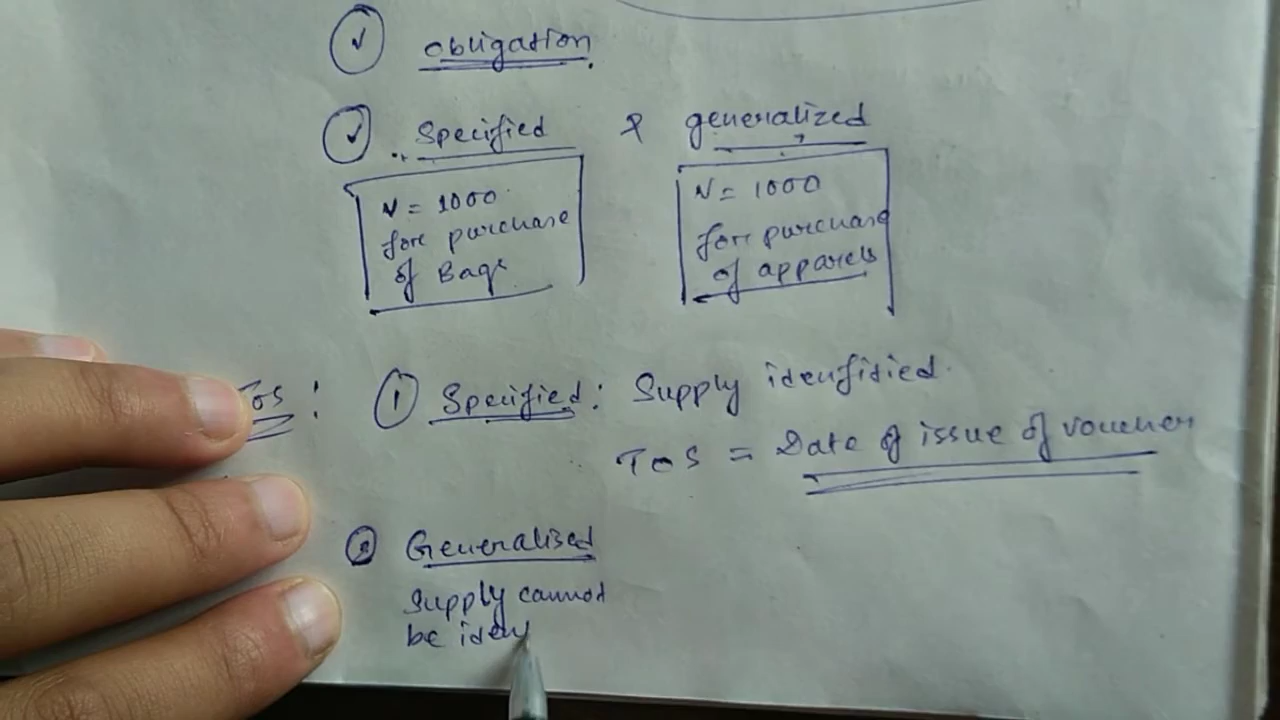 ✓ obligation.
✓ Specified & generalized
V = 1000
for purchase
of Bags
V = 1000
for purchase
of apparels
TOS : ① Specified : Supply idenfitied.
TOS = Date of issue of voucher
② Generalised
Supply cannot
be iden